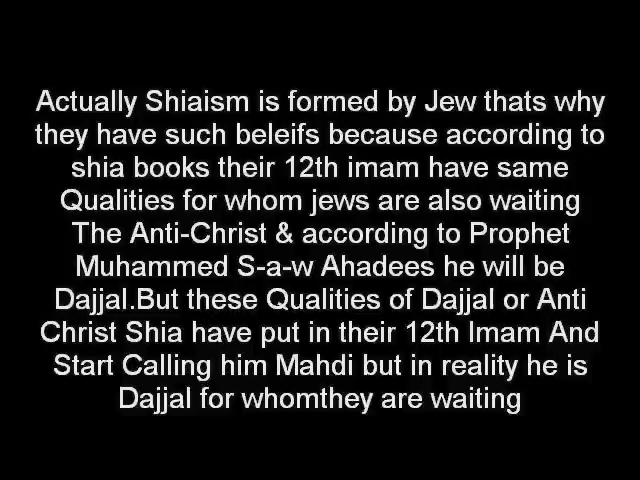 Actually Shiaism is formed by Jew thats why
they have such beleifs because according to
shia books their 12th imam have same
Qualities for whom jews are also waiting
The Anti-Christ & according to Prophet
Muhammed S-a-w Ahadees he will be
Dajjal.But these Qualities of Dajjal or Anti
Christ Shia have put in their 12th Imam And
Start Calling him Mahdi but in reality he is
Dajjal for whomthey are waiting